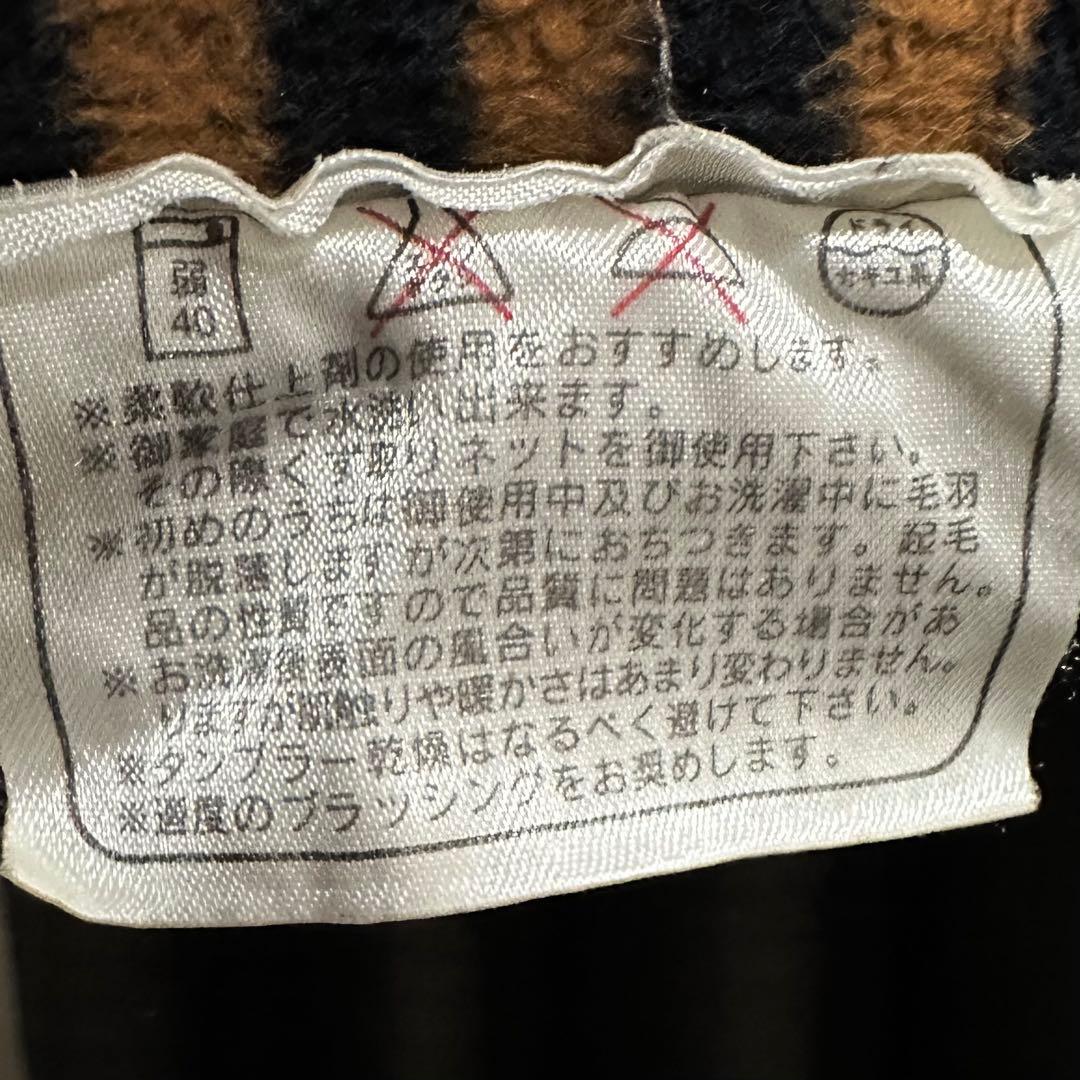 弱
40
ドライ
セキユ系
※柔軟仕上剤の使用をおすすめします。
※御家庭で水洗い出来ます。
その際くず取りネットを御使用下さい。
※初めのうちは御使用中及びお洗濯中に毛羽
が脱落しますが次第におちつきます。起毛
品の性質ですので品質に問題はありません。
※お洗濯後表面の風合いが変化する場合があ
りますが肌触りや暖かさはあまり変わりません。
※タンブラー乾燥はなるべく避けて下さい。
※適度のブラッシングをお奨めします。